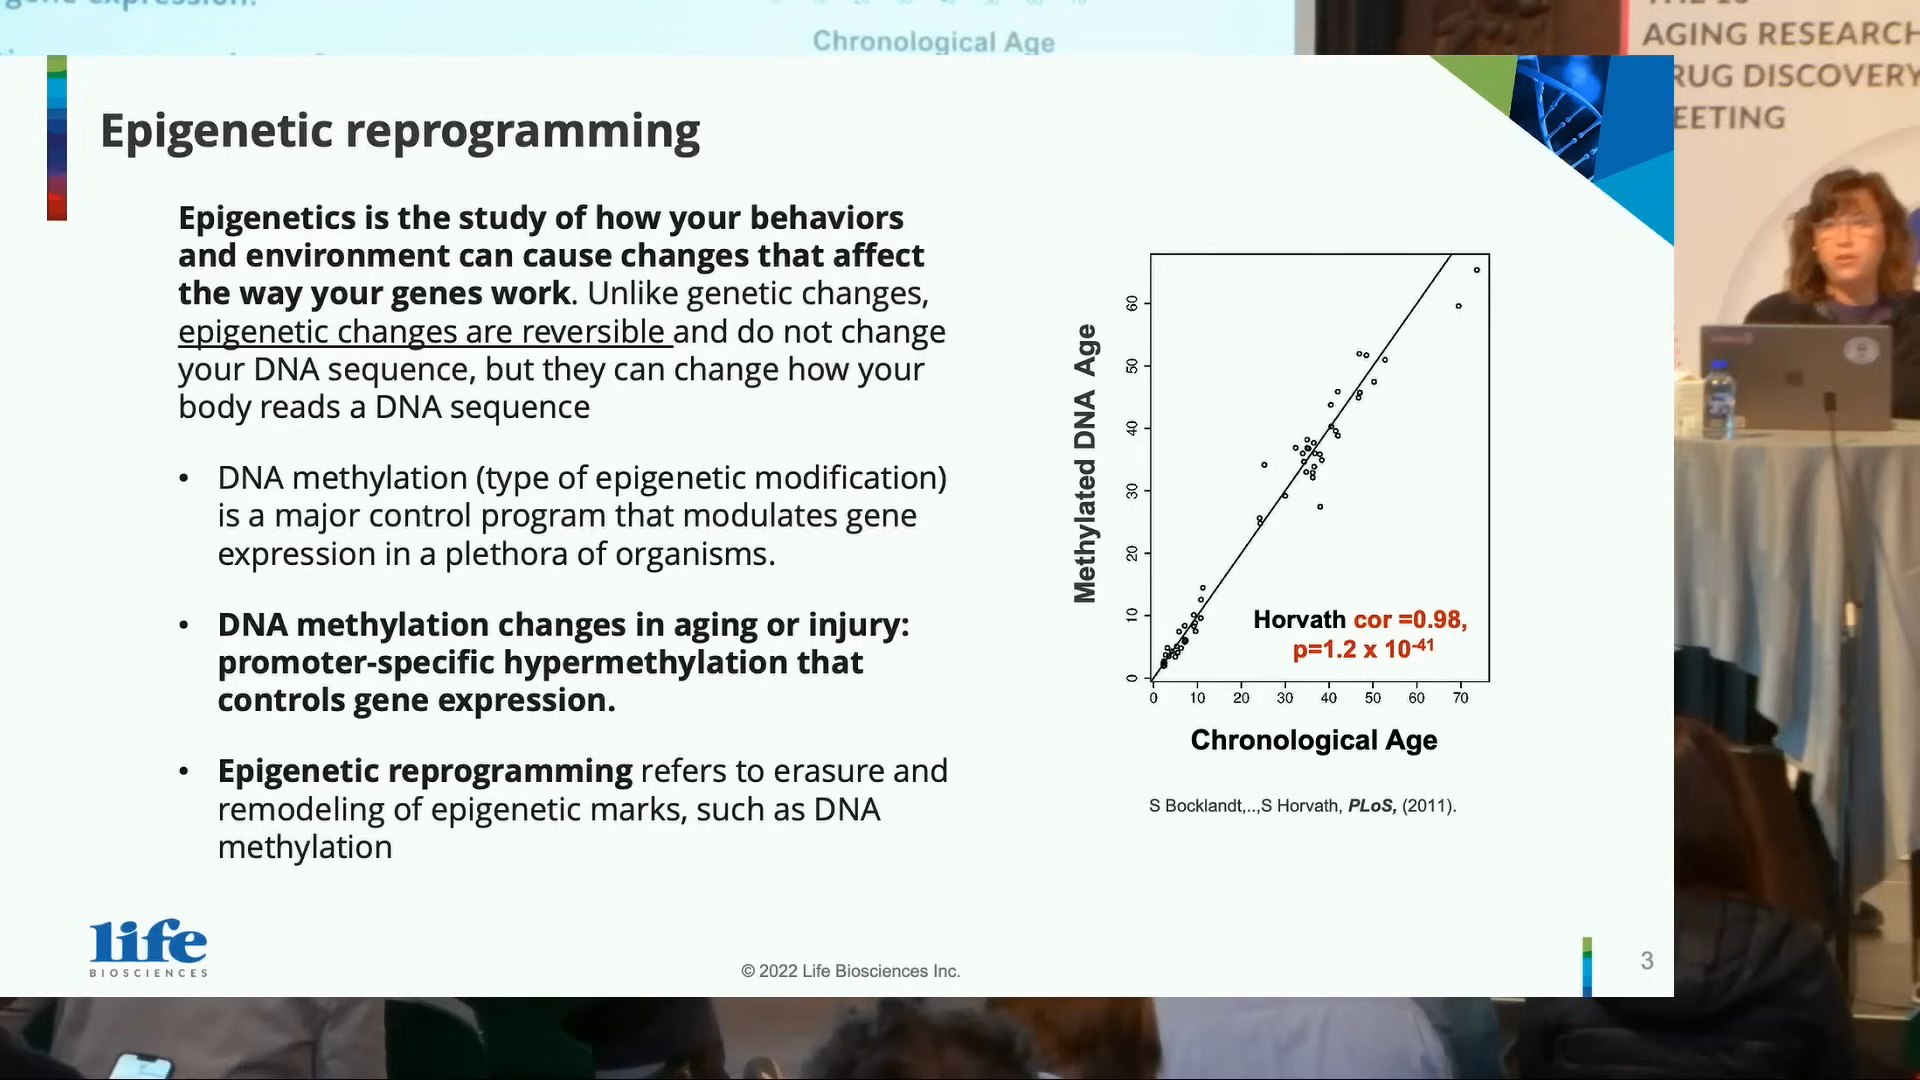 gene expression.
Chronological Age
AGING RESEARCH
RUG DISCOVERY
EETING
Epigenetic reprogramming
Epigenetics is the study of how your behaviors
and environment can cause changes that affect
the way your genes work. Unlike genetic changes,
epigenetic changes are reversible and do not change
your DNA sequence, but they can change how your
body reads a DNA sequence
• DNA methylation (type of epigenetic modification)
is a major control program that modulates gene
expression in a plethora of organisms.
• DNA methylation changes in aging or injury:
promoter-specific hypermethylation that
controls gene expression.
• Epigenetic reprogramming refers to erasure and
remodeling of epigenetic marks, such as DNA
methylation
Methylated DNA Age
60
50
40
30
20
10
0
Horvath cor =0.98,
p=1.2 x 10-41
0 10 20 30 40 50 60 70
Chronological Age
S Bocklandt,..,S Horvath, PLoS, (2011).
life
BIOSCIENCES
© 2022 Life Biosciences Inc.
3